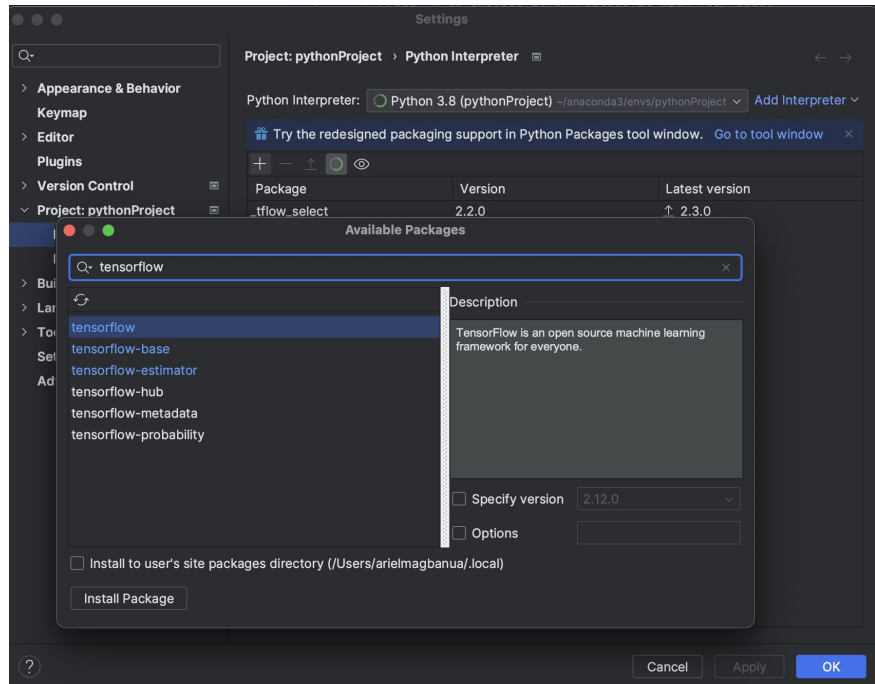 Settings
Project: pythonProject › Python Interpreter
Appearance & Behavior
Keymap
Editor
Plugins
Version Control
Project: pythonProject
Python Interpreter: Python 3.8 (pythonProject) ~/anaconda3/envs/pythonProject Add Interpreter
Try the redesigned packaging support in Python Packages tool window. Go to tool window
Package Version Latest version
_tflow_select 2.2.0 2.3.0
Available Packages
tensorflow
tensorflow
tensorflow-base
tensorflow-estimator
tensorflow-hub
tensorflow-metadata
tensorflow-probability
Description
TensorFlow is an open source machine learning
framework for everyone.
Specify version 2.12.0
Options
Install to user's site packages directory (/Users/arielmagbanua/.local)
Install Package
Bui
Lan
Too
Set
Ad
? Cancel Apply OK